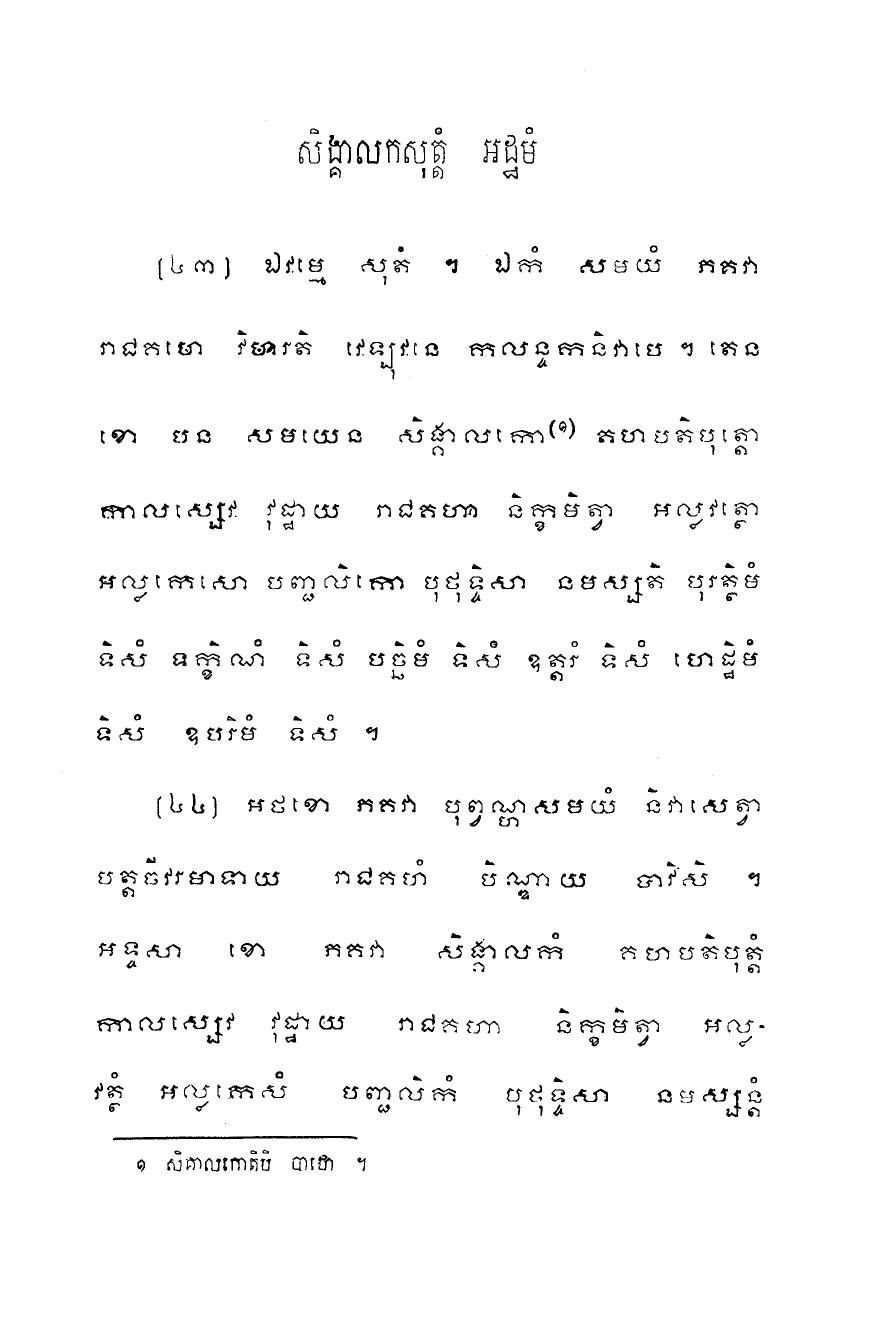 សិង្គាលកសុត្តំ អដ្ឋមំ
(៤៣) ឯវម្មេ សុតំ ។ ឯកំ សមយំ ភគវា
រាជគហេ វិហារតិ វេឡុវនេ កលន្ទកនិវាបេ ។ តេន
ខោ បន សមយេន សិង្គាលកោ(១) គហបតិបុត្តោ
កាលស្សេវ វុដ្ឋាយ រាជគហា និក្ខមិត្វា អល្លវត្ថោ
អល្លកេសោ បញ្ជលិកោ បុថុទ្ទិសា នមស្សតិ បុរត្ថិមំ
ទិសំ ទក្ខិណំ ទិសំ បច្ឆិមំ ទិសំ ឧត្តរំ ទិសំ ហេដ្ឋិមំ
ទិសំ ឧបរិមំ ទិសំ ។
(៤៤) អថខោ ភគវា បុព្វណ្ហសមយំ និវាសេត្វា
បត្តចីវរមាទាយ រាជគហំ បិណ្ឌាយ បាវិសិ ។
អទ្ទសា ខោ ភគវា សិង្គាលកំ គហបតិបុត្តំ
កាលស្សេវ វុដ្ឋាយ រាជគហា និក្ខមិត្វា អល្ល-
វត្ថំ អល្លកេសំ បញ្ជលិកំ បុថុទ្ទិសា នមស្សន្តំ
១ សិគាលកោតិបិ បាឋោ ។